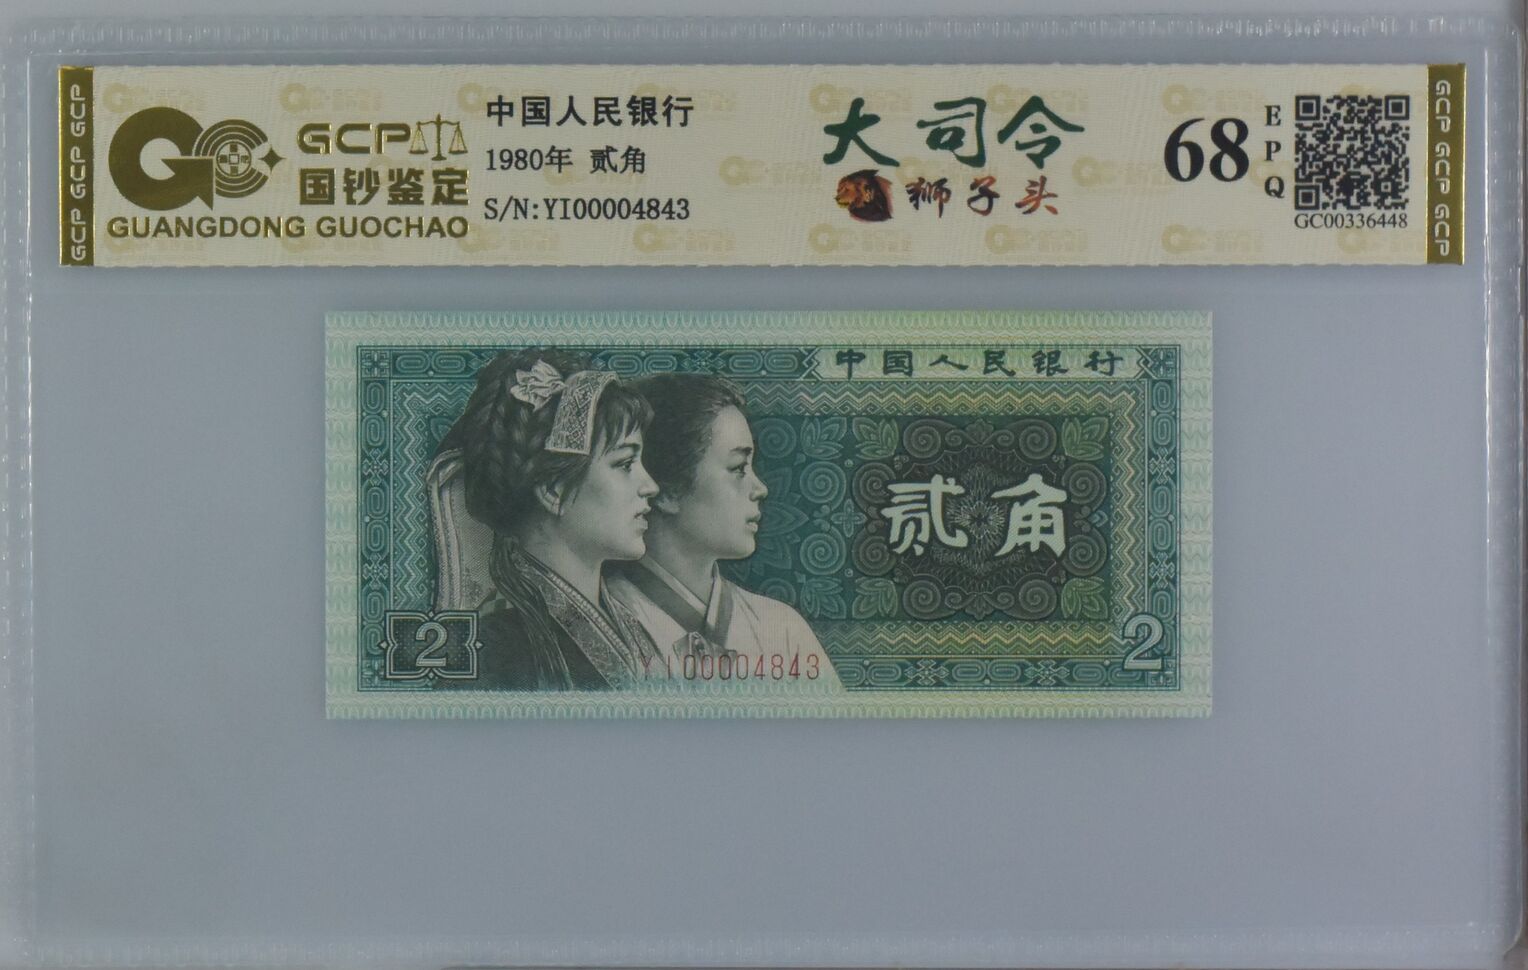 GCP GCP GCP
GCP
国钞鉴定
GUANGDONG GUOCHAO
中国人民银行
1980年 贰角
S/N:YI00004843
大司令
狮子头
68
EPQ
GC00336448
GCP GCP GCP
中国人民银行
贰角
2
YI00004843
2